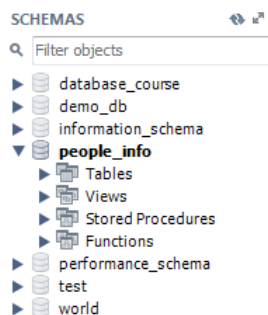 SCHEMAS
Filter objects
database_course
demo_db
information_schema
people_info
Tables
Views
Stored Procedures
Functions
performance_schema
test
world